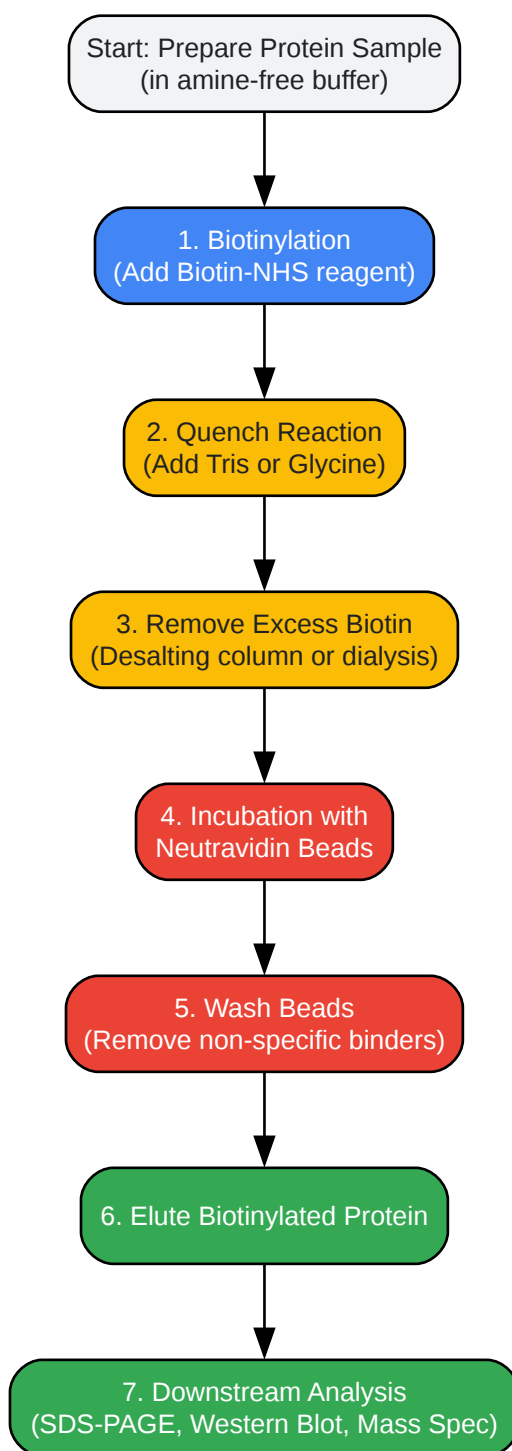 Start: Prepare Protein Sample
(in amine-free buffer)
1. Biotinylation
(Add Biotin-NHS reagent)
2. Quench Reaction
(Add Tris or Glycine)
3. Remove Excess Biotin
(Desalting column or dialysis)
4. Incubation with
Neutravidin Beads
5. Wash Beads
(Remove non-specific binders)
6. Elute Biotinylated Protein
7. Downstream Analysis
(SDS-PAGE, Western Blot, Mass Spec)